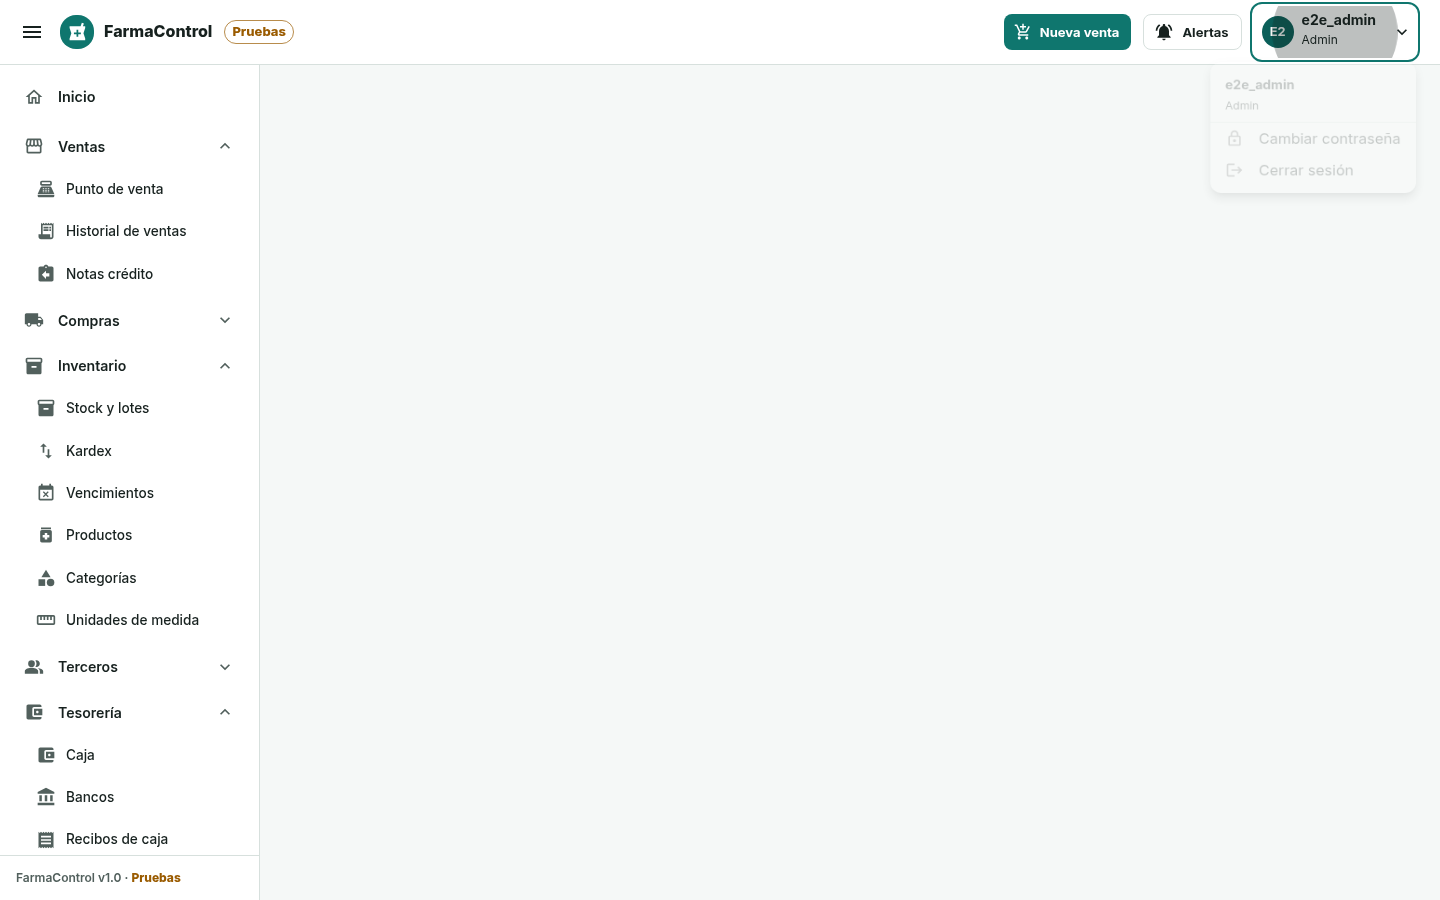 FarmaControl
Pruebas
Nueva venta
Alertas
E2
e2e_admin
Admin
e2e_admin
Admin
Cambiar contraseña
Cerrar sesión
Inicio
Ventas
Punto de venta
Historial de ventas
Notas crédito
Compras
Inventario
Stock y lotes
Kardex
Vencimientos
Productos
Categorías
Unidades de medida
Terceros
Tesorería
Caja
Bancos
Recibos de caja
FarmaControl v1.0 · Pruebas